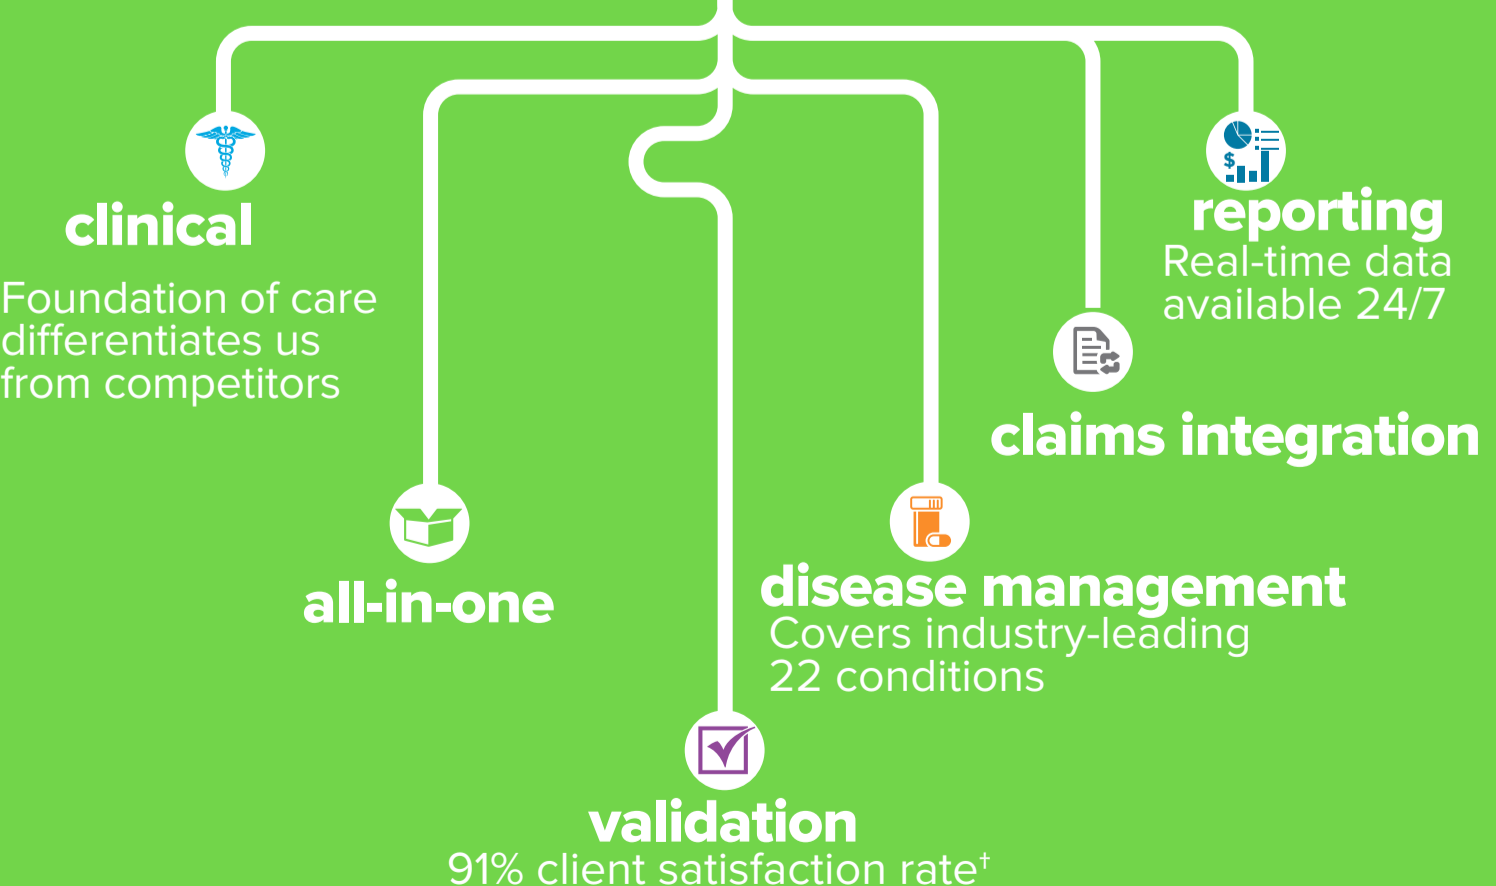 clinical
Foundation of care
differentiates us
from competitors
reporting
Real-time data
available 24/7
claims integration
all-in-one
disease management
Covers industry-leading
22 conditions
validation
91% client satisfaction rate†